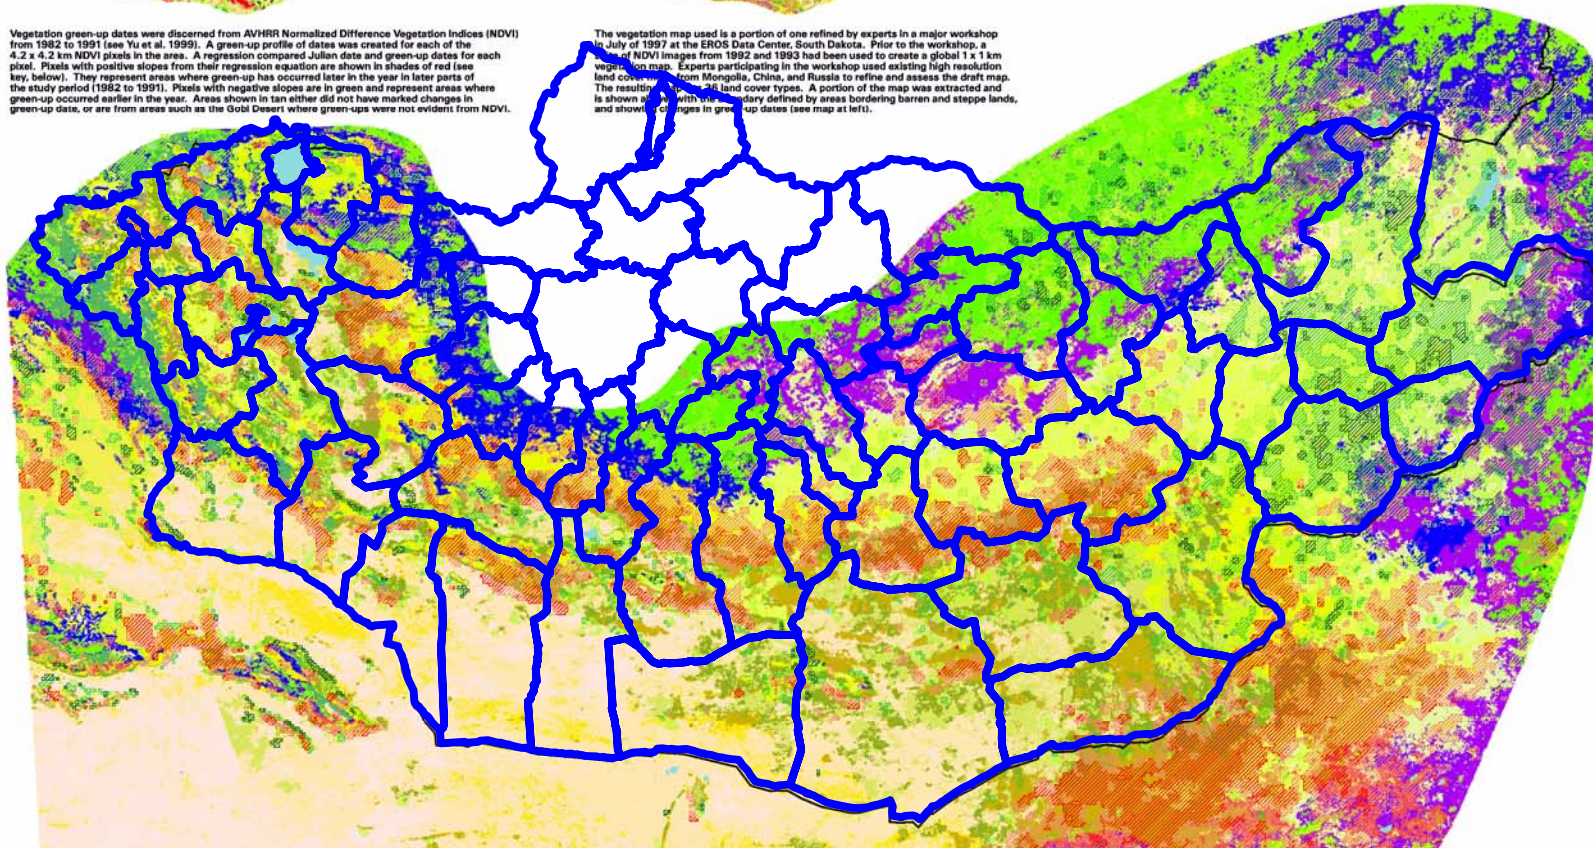 Vegetation green-up dates were discerned from AVHRR Normalized Difference Vegetation Indices (NDVI)
from 1982 to 1991 (see Yu et al. 1999). A green-up profile of dates was created for each of the
4.2 x 4.2 km NDVI pixels in the area. A regression compared Julian date and green-up dates for each
pixel. Pixels with positive slopes from their regression equation are shown in shades of red (see
key, below). They represent areas where green-up has occurred later in the year in later parts of
the study period (1982 to 1991). Pixels with negative slopes are in green and represent areas where
green-up occurred earlier in the year. Areas shown in tan either did not have marked changes in
green-up date, or are from areas such as the Gobi Desert where green-ups were not evident from NDVI.
The vegetation map used is a portion of one refined by experts in a major workshop
in July of 1997 at the EROS Data Center, South Dakota. Prior to the workshop, a
of NDVI images from 1992 and 1993 had been used to create a global 1 x 1 km
vegetation map. Experts participating in the workshop used existing high resolution
land cover from Mongolia, China, and Russia to refine and assess the draft map.
The resulting land cover types. A portion of the map was extracted and
is shown with the boundary defined by areas bordering barren and steppe lands,
and showing changes in green-up dates (see map at left).